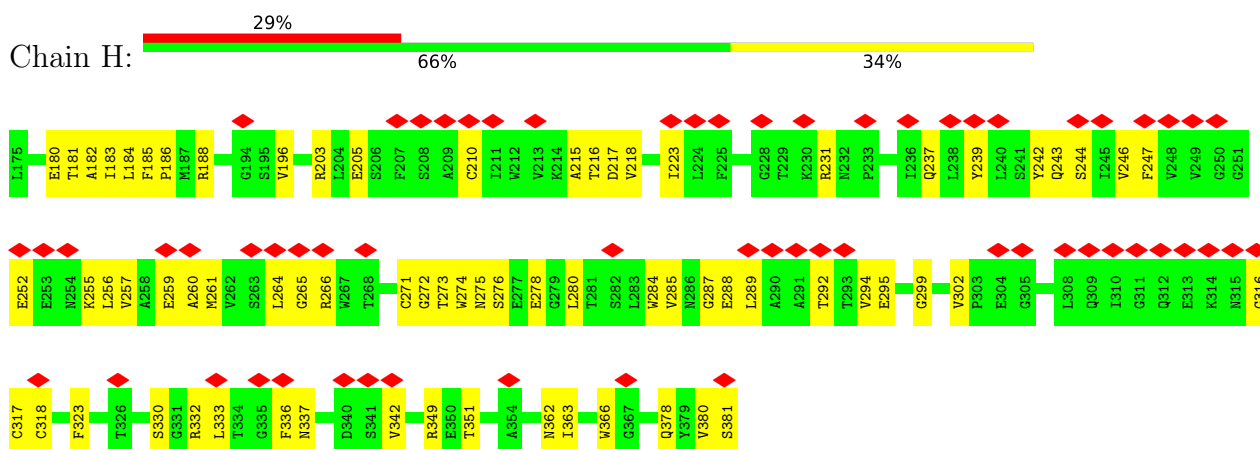 29%
Chain H:
66% 34%
L175 E180 T181 A182 I183 L184 F185 P186 M187 R188 G194 S195 V196 R203 L204 E205 S206 F207 S208 A209 C210 I211 W212 V213 K214 A215 T216 D217 V218 I223 L224 F225 G228 T229 K230 R231 N232 P233 I236 Q237 L238 Y239 L240 S241 Y242 Q243 S244 I245 V246 F247 V248 V249 G250 G251
E252 E253 N254 K255 L256 V257 A258 E259 A260 M261 V262 S263 L264 G265 R266 W267 T268 C271 G272 T273 W274 N275 S276 E277 E278 G279 L280 T281 S282 L283 W284 V285 N286 G287 E288 L289 A290 A291 T292 T293 V294 E295 G299 V302 P303 E304 G305 L308 Q309 I310 G311 Q312 E313 K314 N315 G316
C317 C318 F323 T326 S330 G331 R332 L333 T334 G335 F336 N337 D340 S341 V342 R349 E350 T351 A354 N362 I363 W366 G367 Q378 Y379 V380 S381